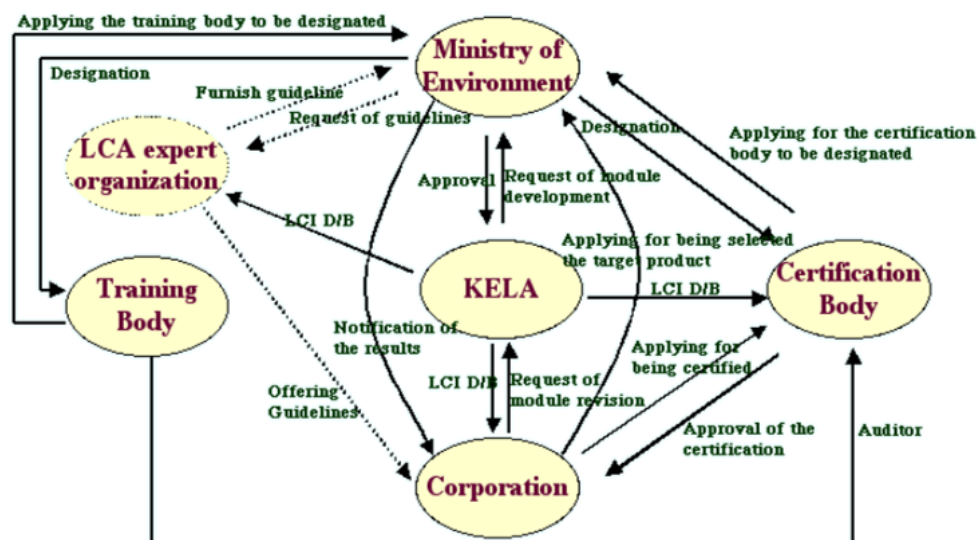 Applying the training body to be designated
Ministry of
Environment
Designation
Furnish guideline
Request of guidelines
Designation
Applying for the certification
body to be designated
LCA expert
organization
Approval
Request of module
development
LCI D/B
Applying for being selected
the target product
Training
Body
KELA
LCI D/B
Certification
Body
Notification of
the results
Applying for
being certified
LCI D/B
Request of
module revision
Offering
Guidelines
Approval of the
certification
Auditor
Corporation